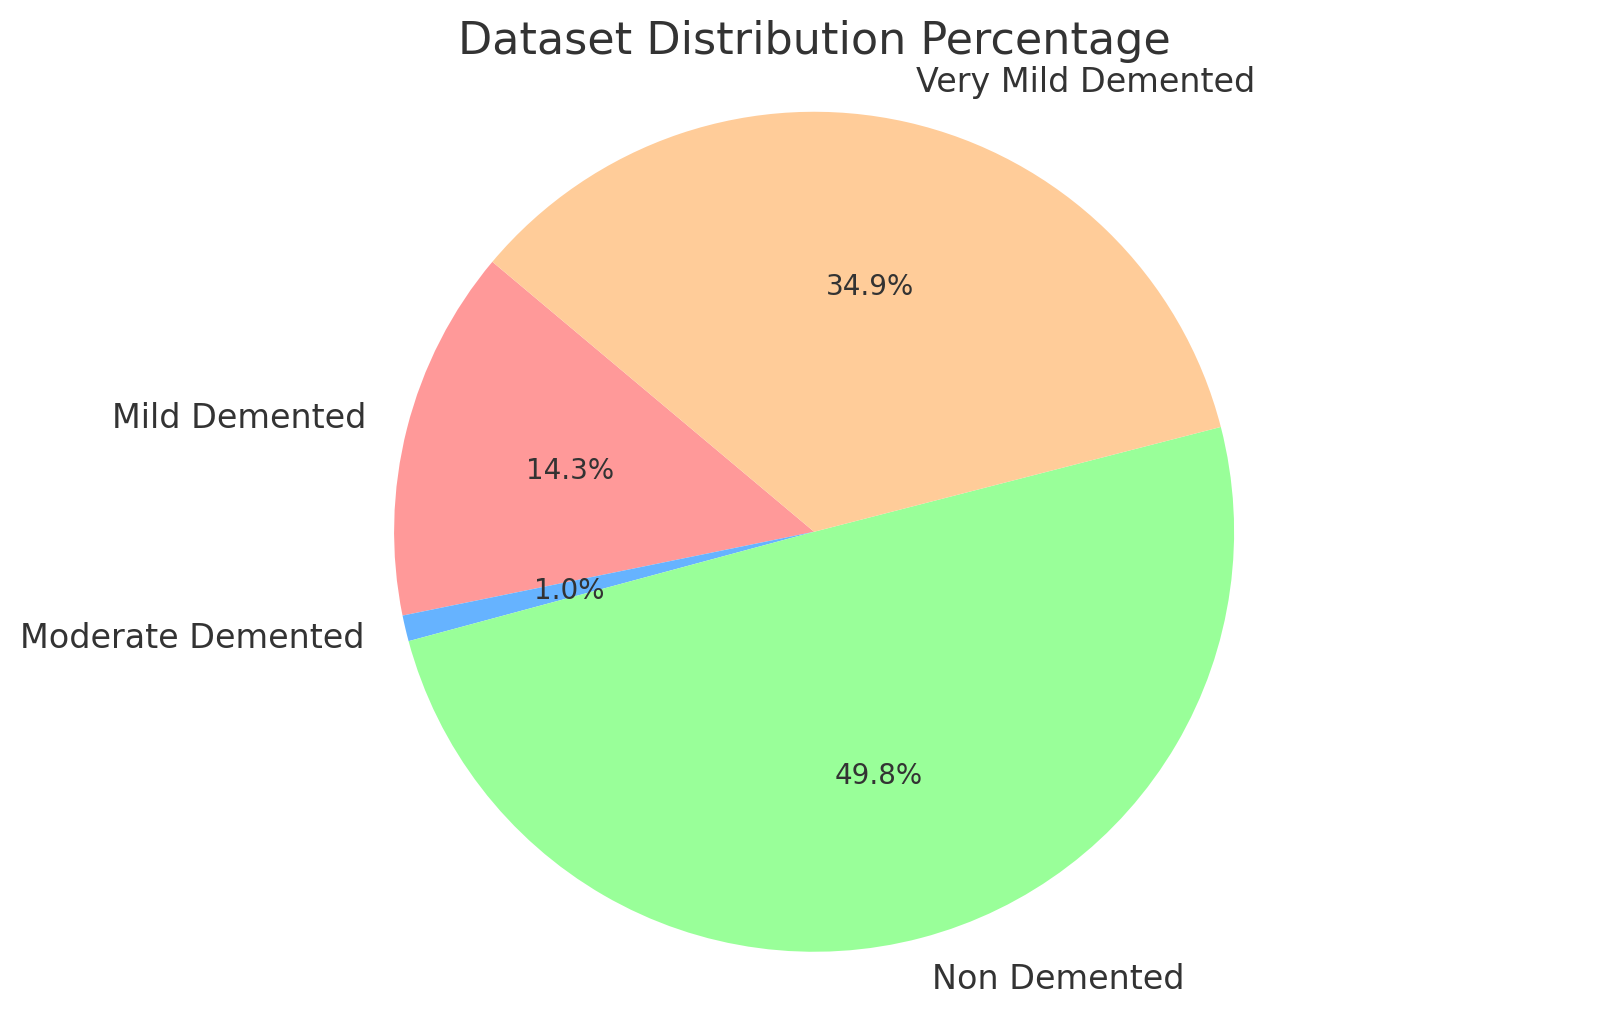 Dataset Distribution Percentage
Very Mild Demented
34.9%
Mild Demented
14.3%
1.0%
Moderate Demented
49.8%
Non Demented